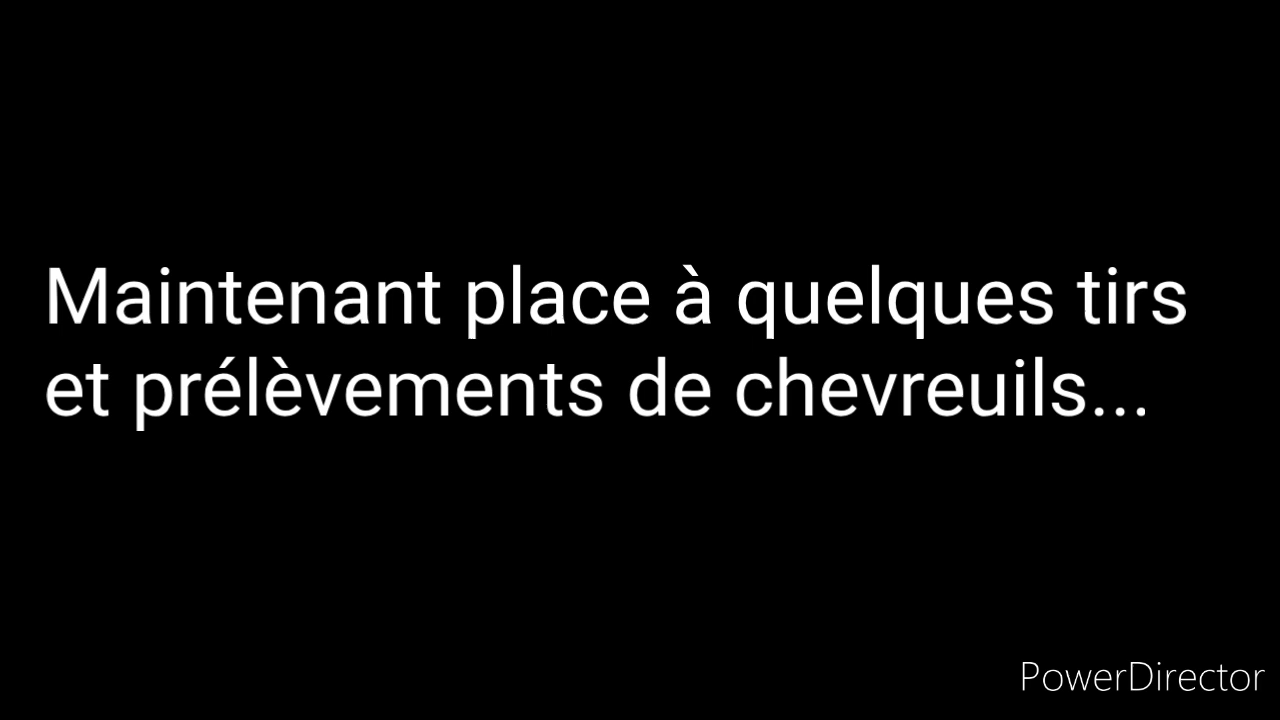 Maintenant place à quelques tirs
et prélèvements de chevreuils...
PowerDirector